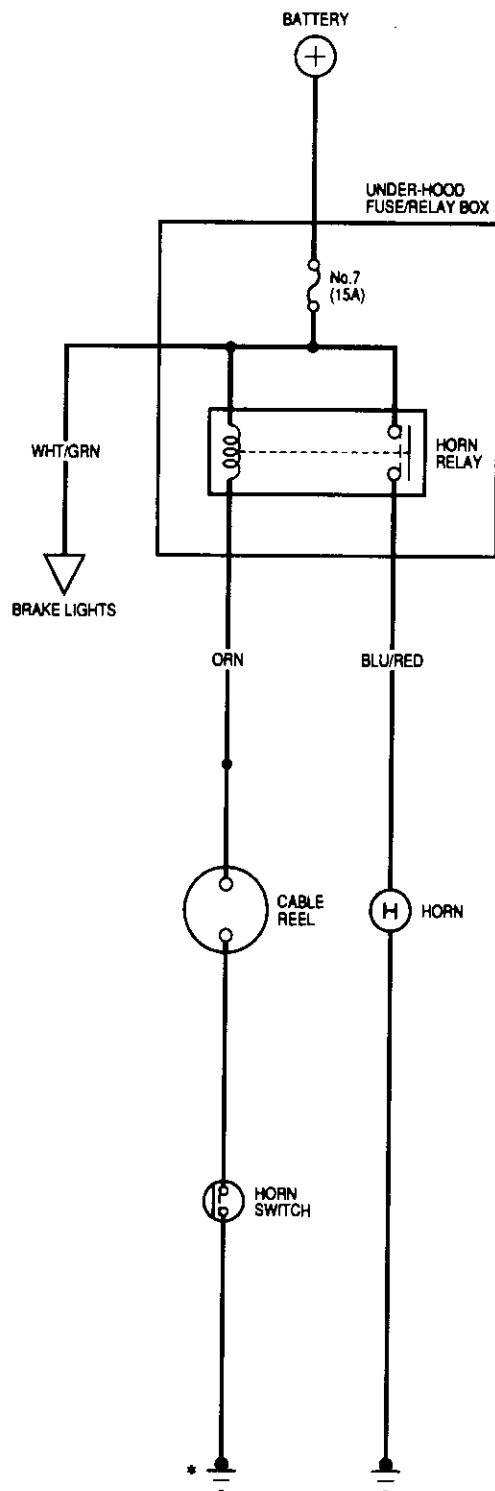 BATTERY
+
UNDER-HOOD
FUSE/RELAY BOX
No.7
(15A)
WHT/GRN
HORN
RELAY
BRAKE LIGHTS
ORN
BLU/RED
CABLE
REEL
H
HORN
HORN
SWITCH
*